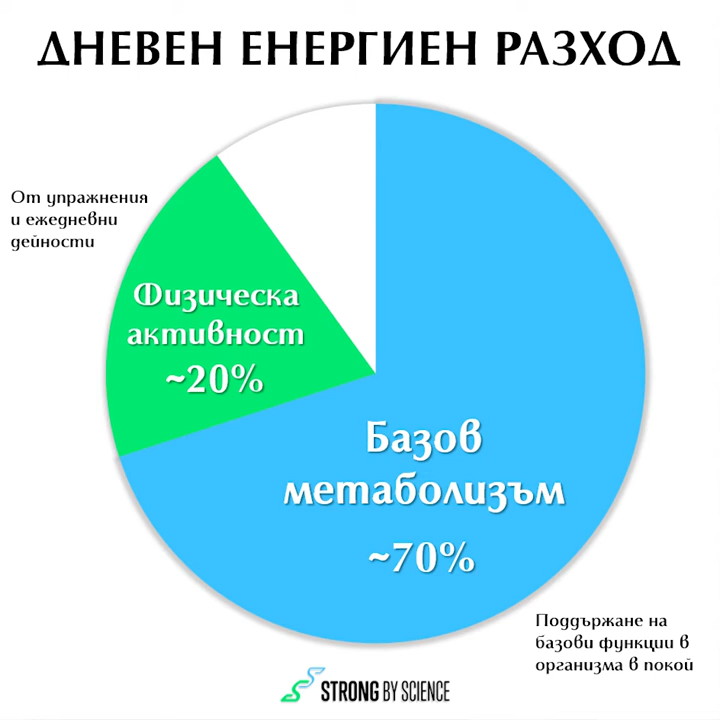 ДНЕВЕН ЕНЕРГИЕН РАЗХОД
От упражнения
и ежедневни
дейности
Физическа
активност
~20%
Базов
метаболизъм
~70%
Поддържане на
базови функции в
организма в покой
STRONG BY SCIENCE